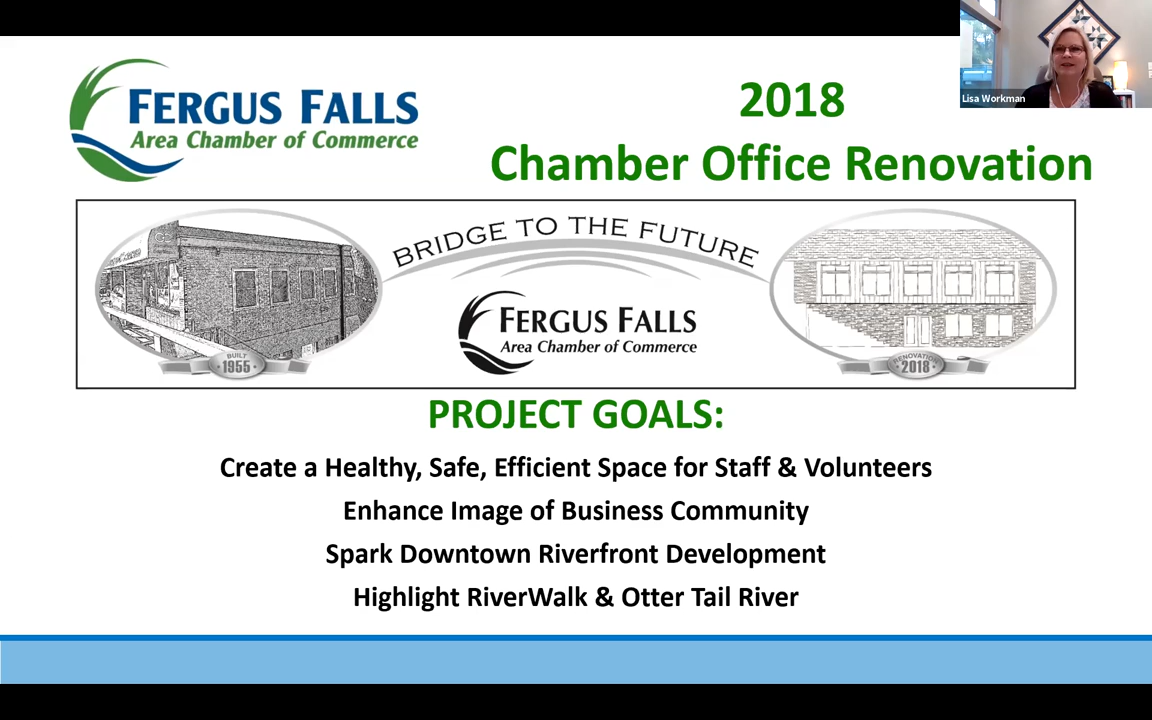 Lisa Workman
FERGUS FALLS
Area Chamber of Commerce
2018
Chamber Office Renovation
BRIDGE TO THE FUTURE
FERGUS FALLS
Area Chamber of Commerce
BUILT
1955
RENOVATION
2018
PROJECT GOALS:
Create a Healthy, Safe, Efficient Space for Staff & Volunteers
Enhance Image of Business Community
Spark Downtown Riverfront Development
Highlight RiverWalk & Otter Tail River